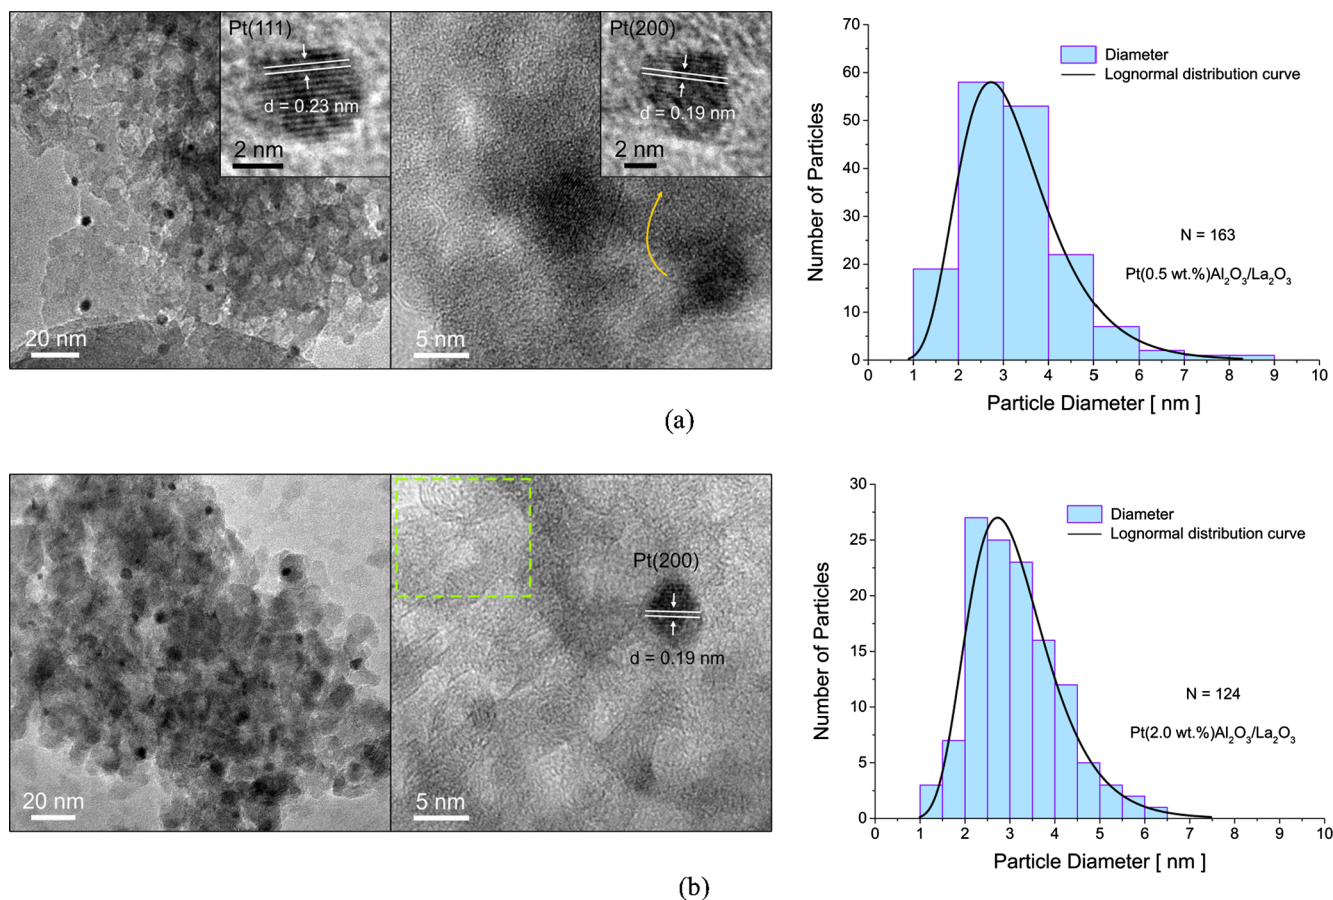 Pt(111)
d = 0.23 nm
2 nm
20 nm
Pt(200)
d = 0.19 nm
2 nm
5 nm
70
60
50
40
30
20
10
0
Number of Particles
Diameter
Lognormal distribution curve
N = 163
Pt(0.5 wt.%)Al₂O₃/La₂O₃
0 1 2 3 4 5 6 7 8 9 10
Particle Diameter [ nm ]
(a)
20 nm
Pt(200)
d = 0.19 nm
5 nm
30
25
20
15
10
5
0
Number of Particles
Diameter
Lognormal distribution curve
N = 124
Pt(2.0 wt.%)Al₂O₃/La₂O₃
0 1 2 3 4 5 6 7 8 9 10
Particle Diameter [ nm ]
(b)